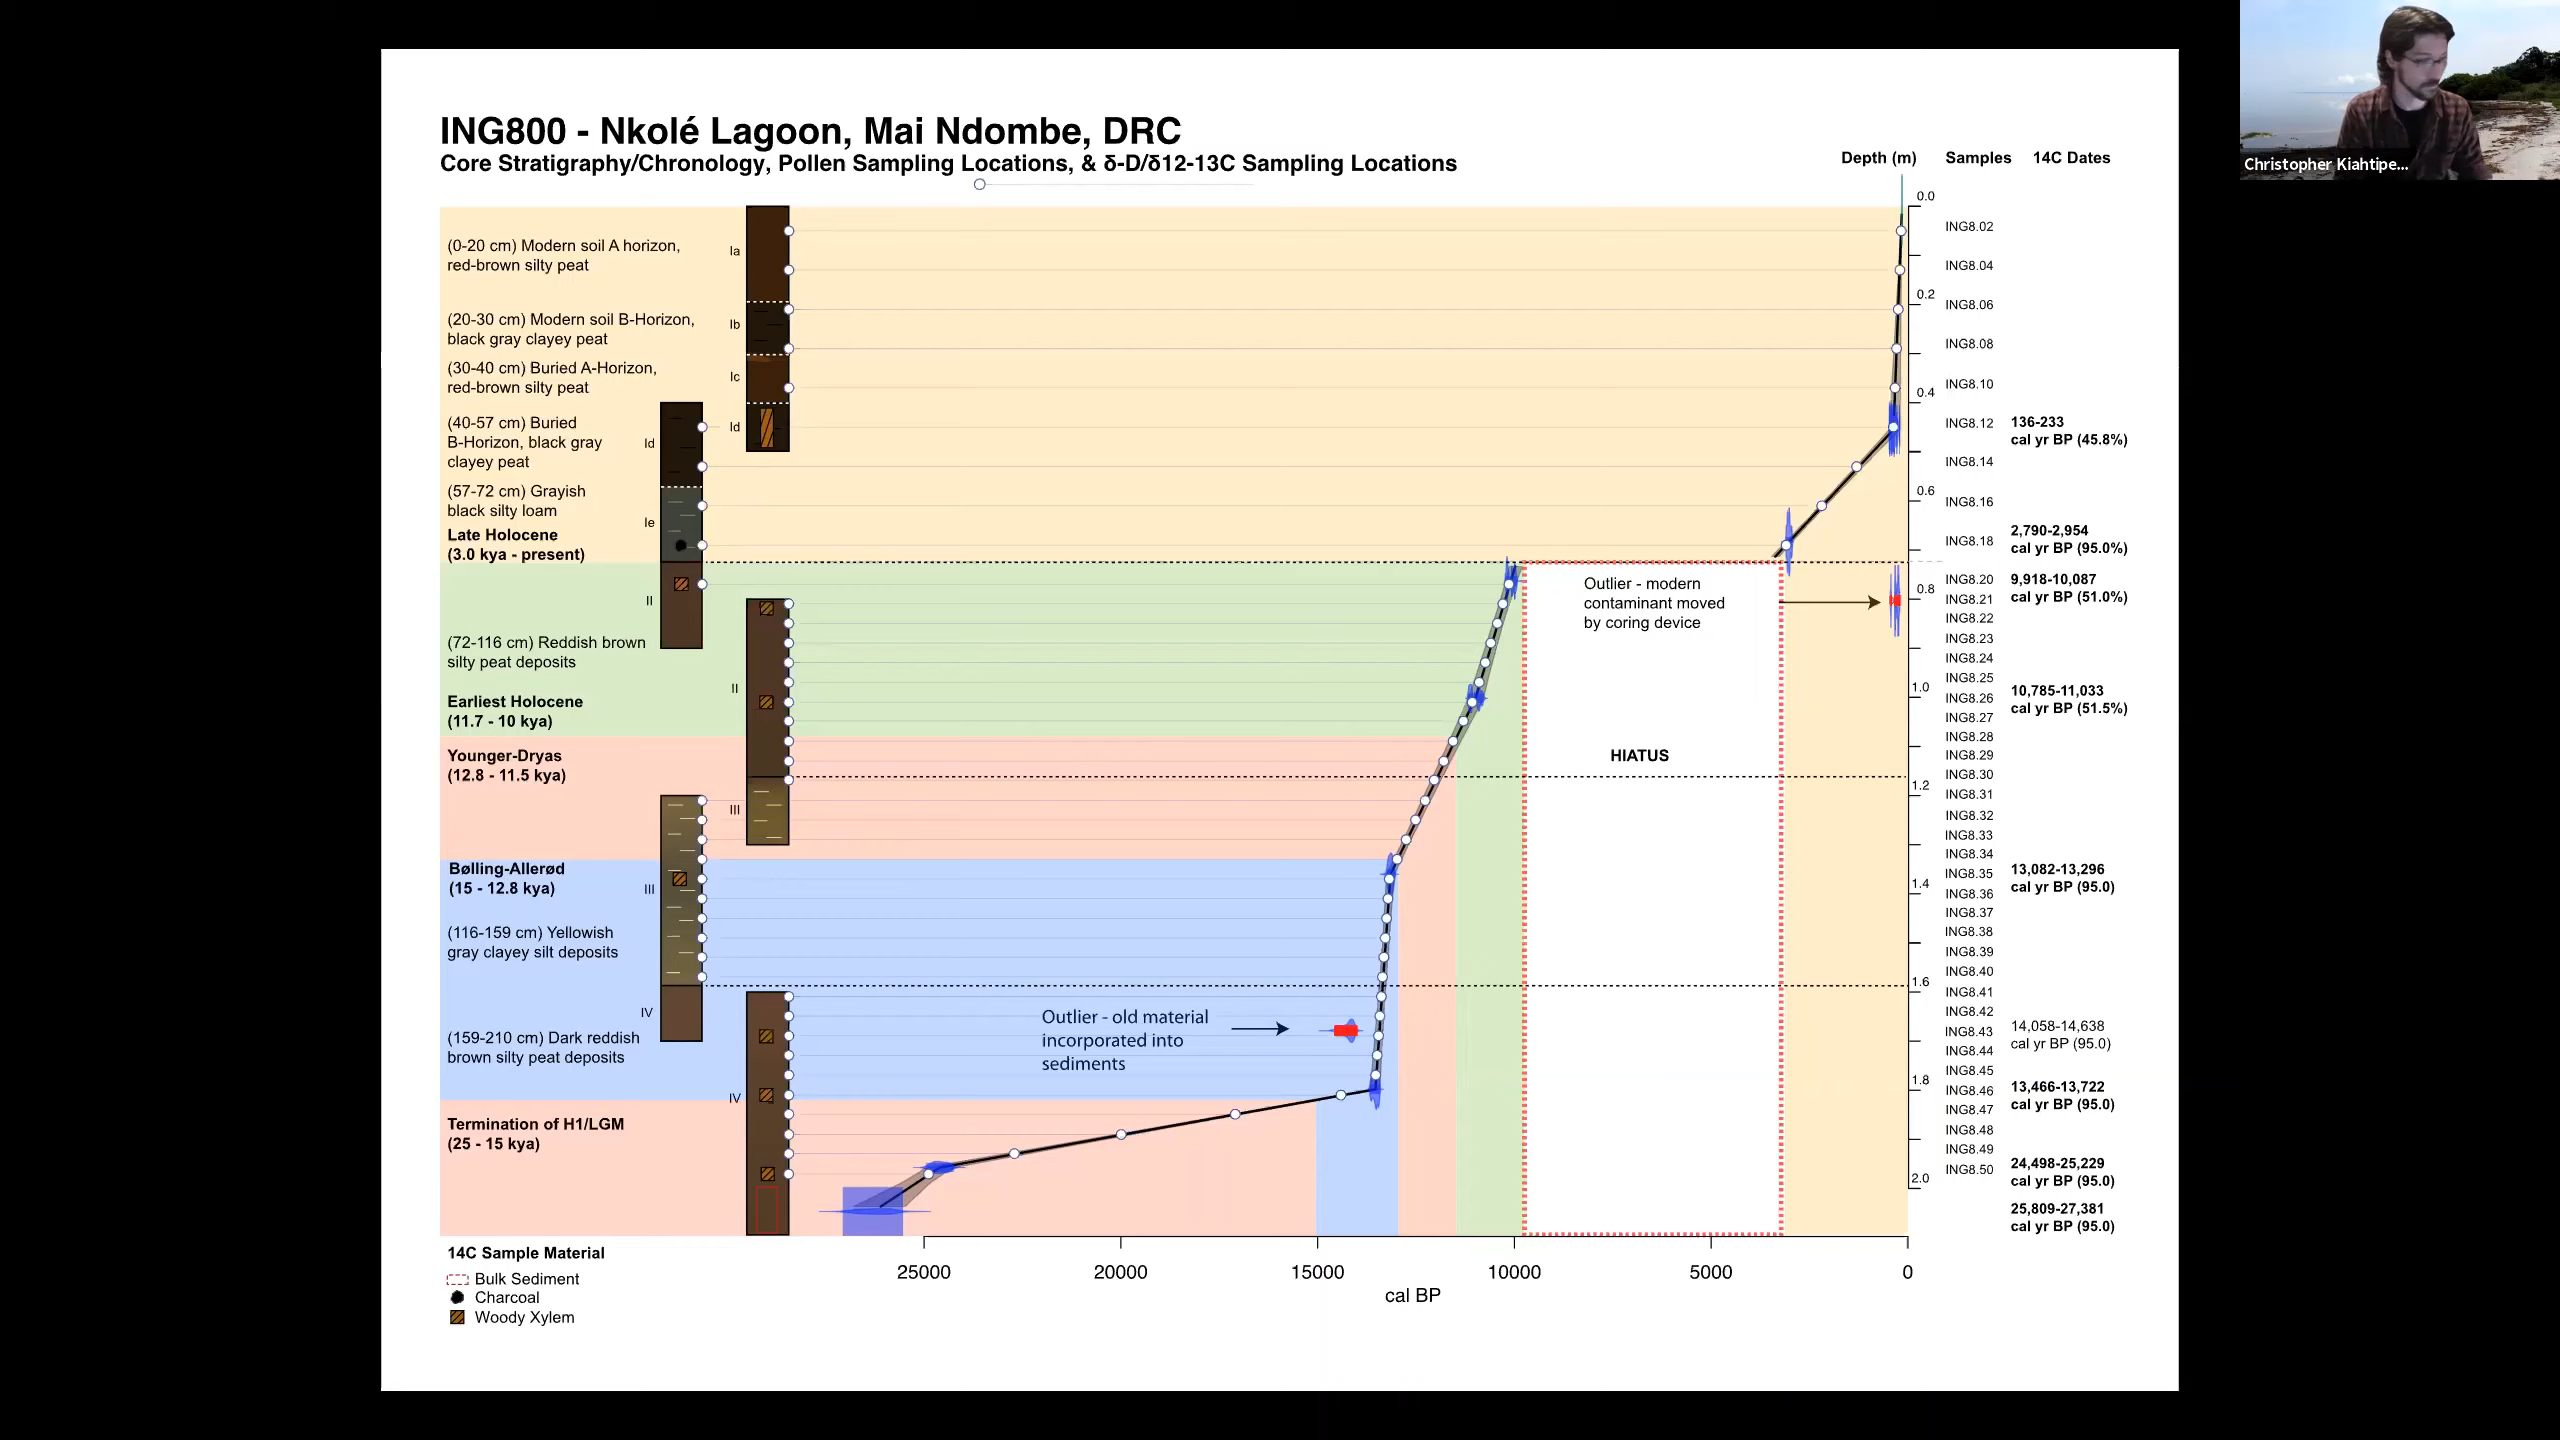 ING800 - Nkolé Lagoon, Mai Ndombe, DRC
Core Stratigraphy/Chronology, Pollen Sampling Locations, & δ-D/δ12-13C Sampling Locations
Christopher Kiahtipe...
Depth (m) Samples 14C Dates
(0-20 cm) Modern soil A horizon,
red-brown silty peat
Ia
(20-30 cm) Modern soil B-Horizon,
black gray clayey peat
Ib
(30-40 cm) Buried A-Horizon,
red-brown silty peat
Ic
(40-57 cm) Buried
B-Horizon, black gray
clayey peat
Id
Id
(57-72 cm) Grayish
black silty loam
Ie
Late Holocene
(3.0 kya - present)
II
(72-116 cm) Reddish brown
silty peat deposits
II
Earliest Holocene
(11.7 - 10 kya)
Younger-Dryas
(12.8 - 11.5 kya)
III
Bølling-Allerød
(15 - 12.8 kya)
III
(116-159 cm) Yellowish
gray clayey silt deposits
IV
(159-210 cm) Dark reddish
brown silty peat deposits
IV
Termination of H1/LGM
(25 - 15 kya)
Outlier - modern
contaminant moved
by coring device
HIATUS
Outlier - old material
incorporated into
sediments
0.0
0.2
0.4
0.6
0.8
1.0
1.2
1.4
1.6
1.8
2.0
ING8.02
ING8.04
ING8.06
ING8.08
ING8.10
ING8.12
ING8.14
ING8.16
ING8.18
ING8.20
ING8.21
ING8.22
ING8.23
ING8.24
ING8.25
ING8.26
ING8.27
ING8.28
ING8.29
ING8.30
ING8.31
ING8.32
ING8.33
ING8.34
ING8.35
ING8.36
ING8.37
ING8.38
ING8.39
ING8.40
ING8.41
ING8.42
ING8.43
ING8.44
ING8.45
ING8.46
ING8.47
ING8.48
ING8.49
ING8.50
136-233
cal yr BP (45.8%)
2,790-2,954
cal yr BP (95.0%)
9,918-10,087
cal yr BP (51.0%)
10,785-11,033
cal yr BP (51.5%)
13,082-13,296
cal yr BP (95.0)
14,058-14,638
cal yr BP (95.0)
13,466-13,722
cal yr BP (95.0)
24,498-25,229
cal yr BP (95.0)
25,809-27,381
cal yr BP (95.0)
25000 20000 15000 10000 5000 0
cal BP
14C Sample Material
Bulk Sediment
Charcoal
Woody Xylem